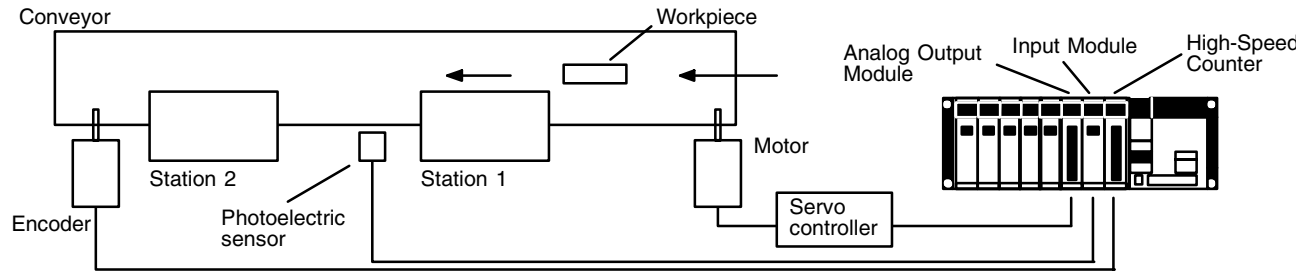 Conveyor
Workpiece
Analog Output
Module
Input Module
High-Speed
Counter
Station 2
Station 1
Motor
Encoder
Photoelectric
sensor
Servo
controller